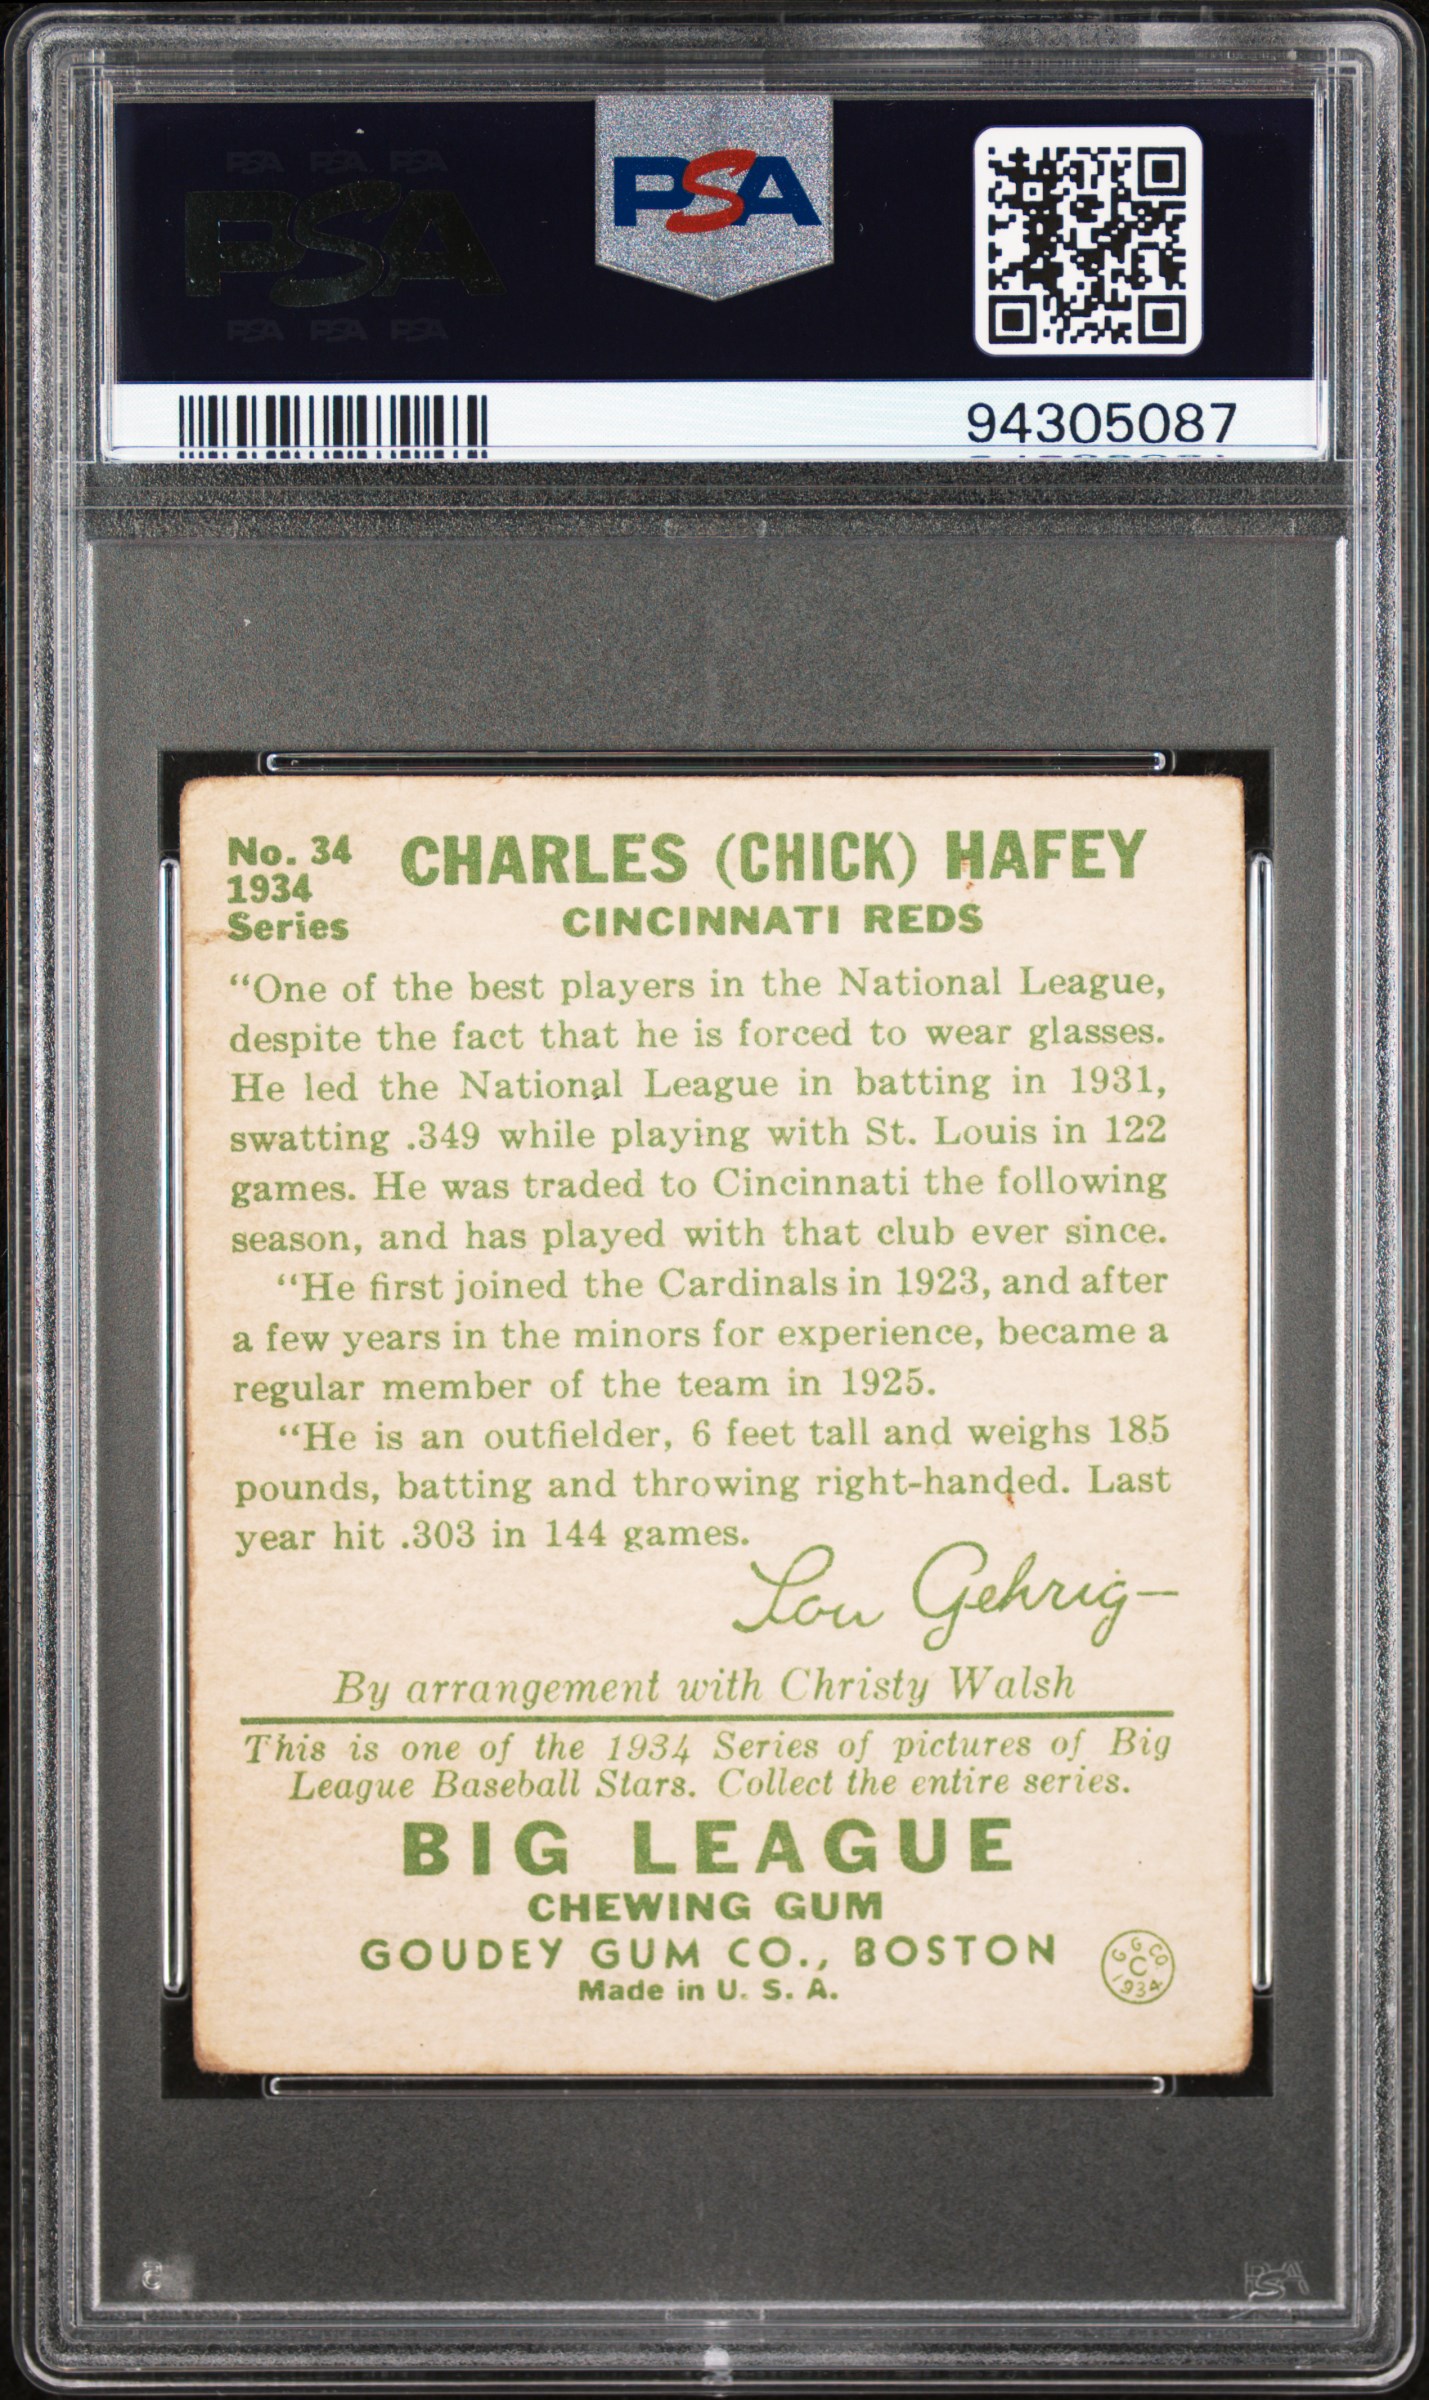 PSA PSA PSA
PSA
PSA PSA PSA
PSA
94305087
No. 34
1934
Series
CHARLES (CHICK) HAFEY
CINCINNATI REDS
“One of the best players in the National League,
despite the fact that he is forced to wear glasses.
He led the National League in batting in 1931,
swatting .349 while playing with St. Louis in 122
games. He was traded to Cincinnati the following
season, and has played with that club ever since.
“He first joined the Cardinals in 1923, and after
a few years in the minors for experience, became a
regular member of the team in 1925.
“He is an outfielder, 6 feet tall and weighs 185
pounds, batting and throwing right-handed. Last
year hit .303 in 144 games.
Lou Gehrig—
By arrangement with Christy Walsh
This is one of the 1934 Series of pictures of Big
League Baseball Stars. Collect the entire series.
BIG LEAGUE
CHEWING GUM
GOUDEY GUM CO., BOSTON
Made in U. S. A.
G G CO.
C
1934
PSA